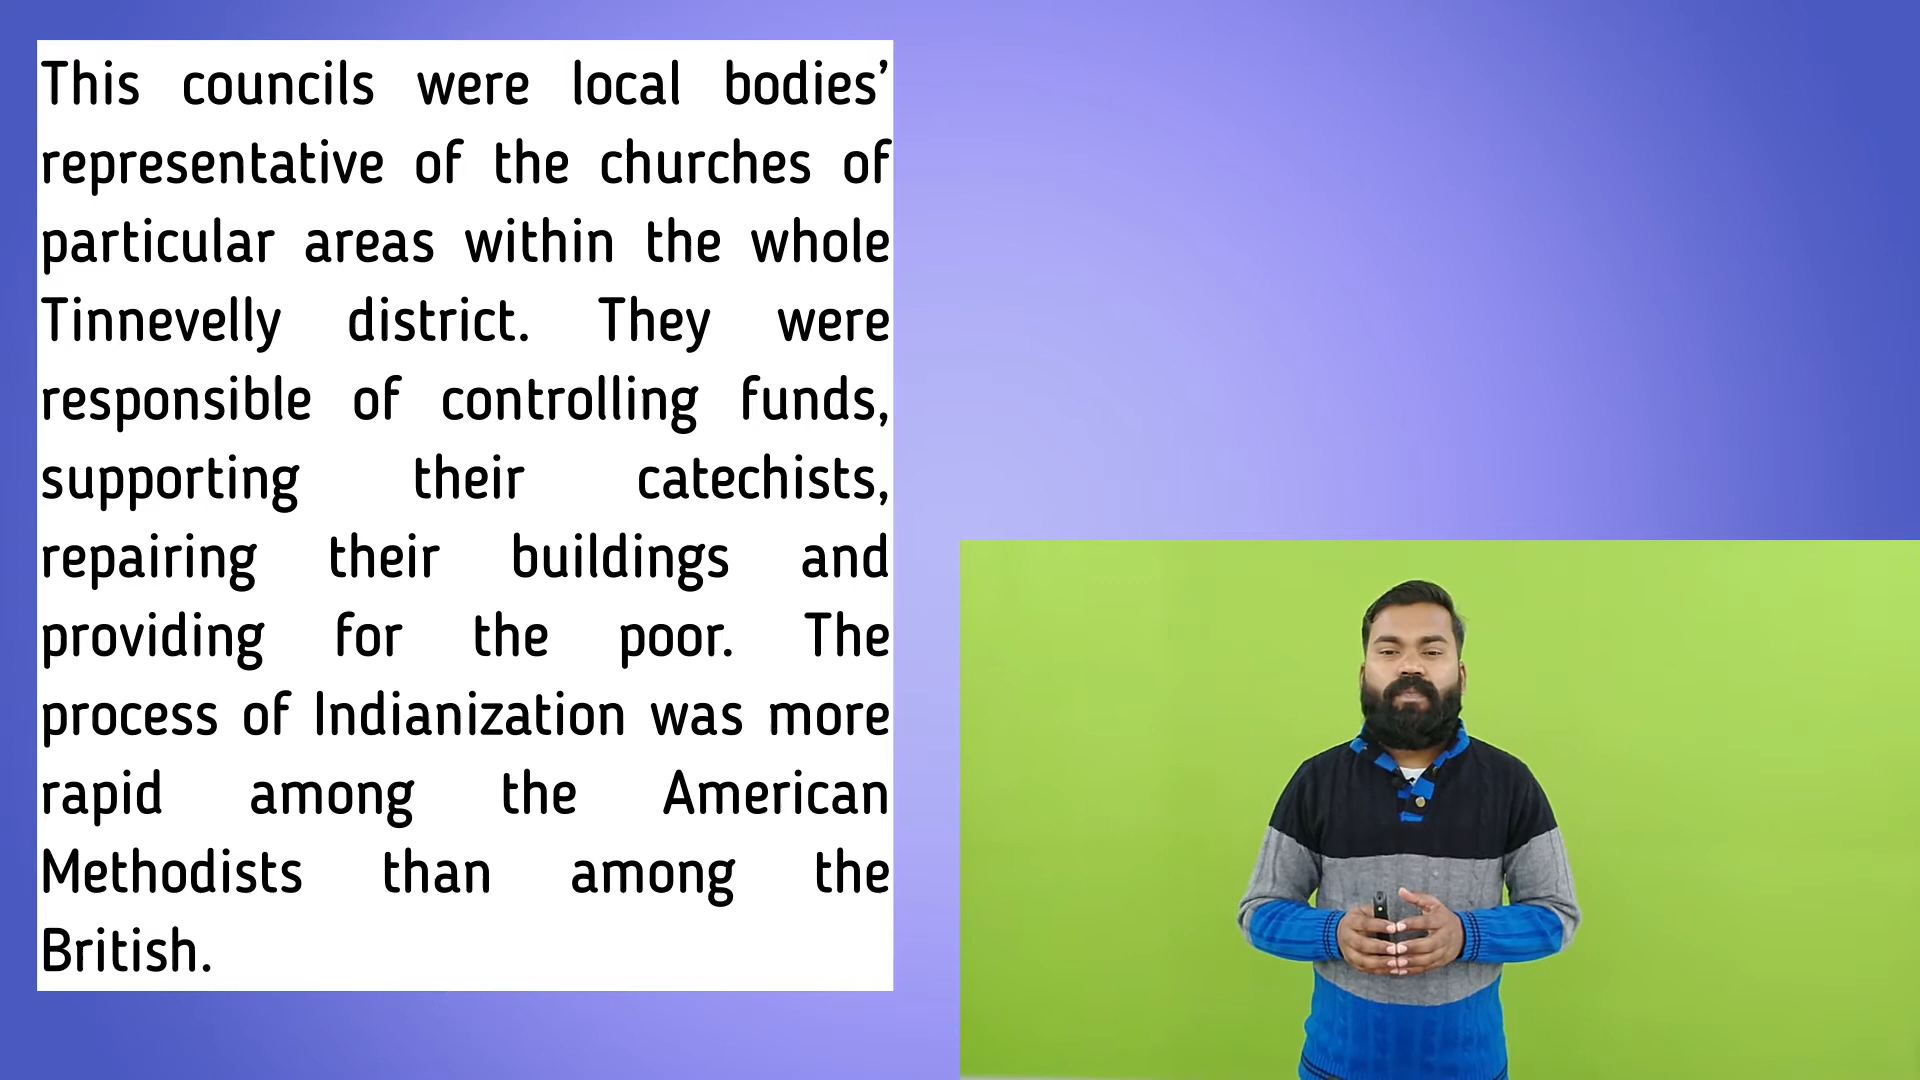 This councils were local bodies’
representative of the churches of
particular areas within the whole
Tinnevelly district. They were
responsible of controlling funds,
supporting their catechists,
repairing their buildings and
providing for the poor. The
process of Indianization was more
rapid among the American
Methodists than among the
British.